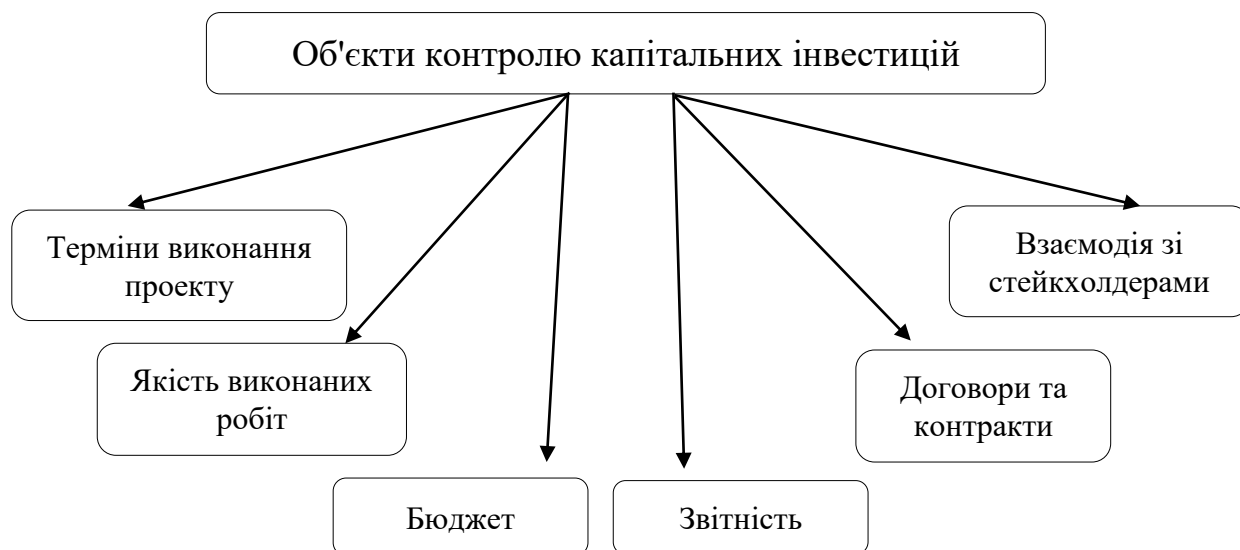 Об'єкти контролю капітальних інвестицій
Терміни виконання
проекту
Взаємодія зі
стейкхолдерами
Якість виконаних
робіт
Договори та
контракти
Бюджет
Звітність